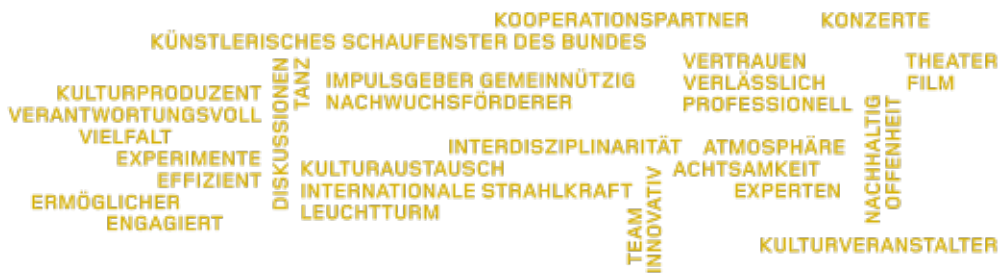 KOOPERATIONSPARTNER
KONZERTE
KÜNSTLERISCHES SCHAUFENSTER DES BUNDES
VERTRAUEN
THEATER
DISKUSSIONEN
TANZ
IMPULSGEBER GEMEINNÜTZIG
VERLÄSSLICH
FILM
KULTURPRODUZENT
NACHWUCHSFÖRDERER
PROFESSIONELL
NACHHALTIG
OFFENHEIT
VERANTWORTUNGSVOLL
VIELFALT
INTERDISZIPLINARITÄT
ATMOSPHÄRE
EXPERIMENTE
KULTURAUSTAUSCH
ACHTSAMKEIT
EFFIZIENT
INTERNATIONALE STRAHLKRAFT
EXPERTEN
ERMÖGLICHER
LEUCHTTURM
TEAM
INNOVATIV
ENGAGIERT
KULTURVERANSTALTER